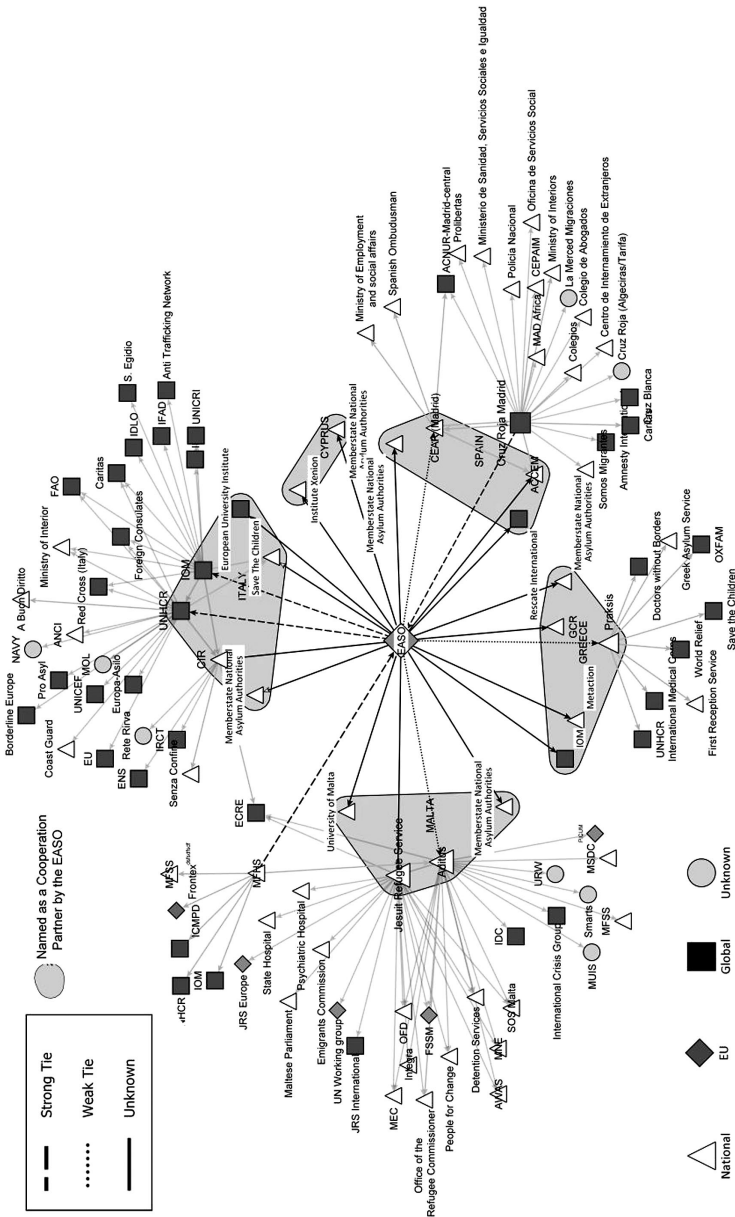 Strong Tie
Weak Tie
Unknown
Named as a Cooperation
Partner by the EASO
Borderline Europe
NAVY
A Buon Diritto
Ministry of Interior
FAO
Coast Guard
Pro Asyl
ANCI
Red Cross (Italy)
Caritas
S. Egidio
EU
UNICEF
MOL
Foreign Consulates
IDLO
Anti Trafficking Network
ENS
Europa-Asilo
IFAD
Rete Rirva
UNHCR
IOM
UNICRI
IRCT
Senza Confine
CIR
ITALY
European University Institute
Save The Children
Memberstate National
Asylum Authorities
ECRE
MFSS
Frontex
ICMPD
IOM
MFHS
JRS Europe
State Hospital
Psychiatric Hospital
Maltese Parliament
Emigrants Commission
UN Working group
JRS International
University of Malta
Jesuit Refugee Service
MALTA
Aditus
Memberstate National
Asylum Authorities
MEC
OFD
Integra
FSSM
Office of the
Refugee Commissioner
People for Change
Detention Services
MNE
AWAS
SOS Malta
IDC
International Crisis Group
URW
Smarts
MUIS
MFSS
MSDC
PICUM
EASO
Institute Xenion
CYPRUS
Memberstate National
Asylum Authorities
Memberstate National
Asylum Authorities
Ministry of Employment
and social affairs
Spanish Ombudusman
CEAR (Madrid)
SPAIN
Cruz Roja Madrid
ACCEM
ACNUR-Madrid-central
Prolibertas
Ministerio de Sanidad, Servicios Sociales e Igualdad
Policia Nacional
Oficina de Servicios Social
CEPAIM
MAD Africa
Ministry of Interiors
La Merced Migraciones
Colegio de Abogados
Colegios
Centro de Internamiento de Extranjeros
Cruz Roja (Algeciras/Tarifa)
Cruz Blanca
Somos Migrantes
Memberstate National
Asylum Authorities
Rescate International
GCR
GREECE
Praksis
Metaction
IOM
Doctors without Borders
Greek Asylum Service
OXFAM
Save the Children
World Relief
International Medical Corps
UNHCR
First Reception Service
National
EU
Global
Unknown